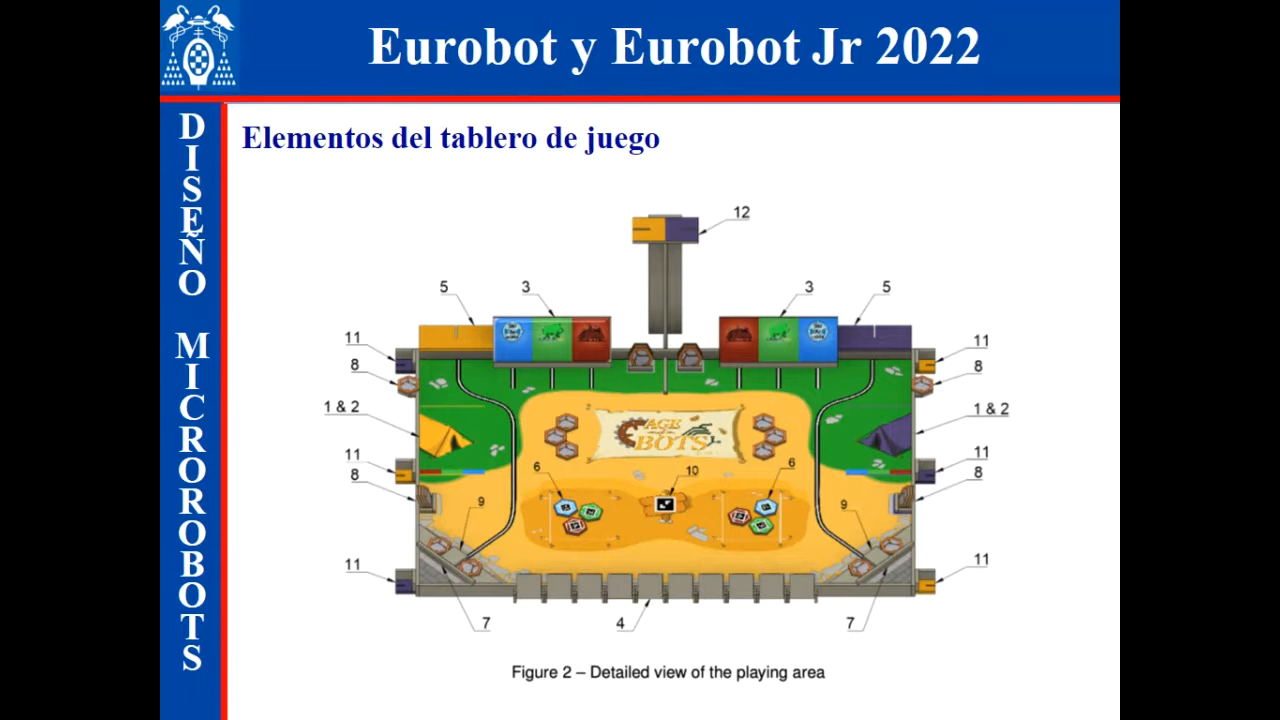 Eurobot y Eurobot Jr 2022
DISEÑO MICROROBOTS
Elementos del tablero de juego
12
5
3
3
5
11
11
8
8
1 & 2
1 & 2
AGE
BOTS
11
11
6
10
6
8
8
9
9
11
11
7
4
7
Figure 2 – Detailed view of the playing area